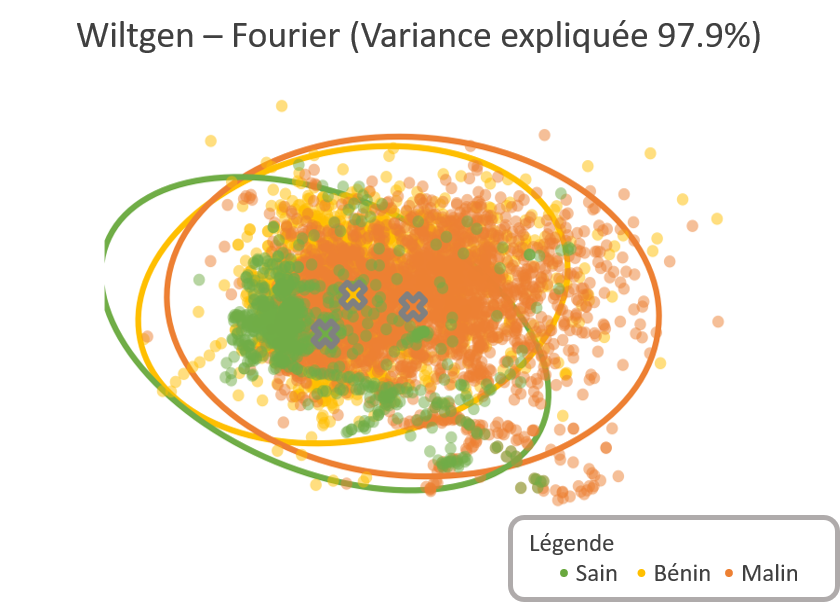 Wiltgen – Fourier (Variance expliquée 97.9%)
Légende
Sain Bénin Malin